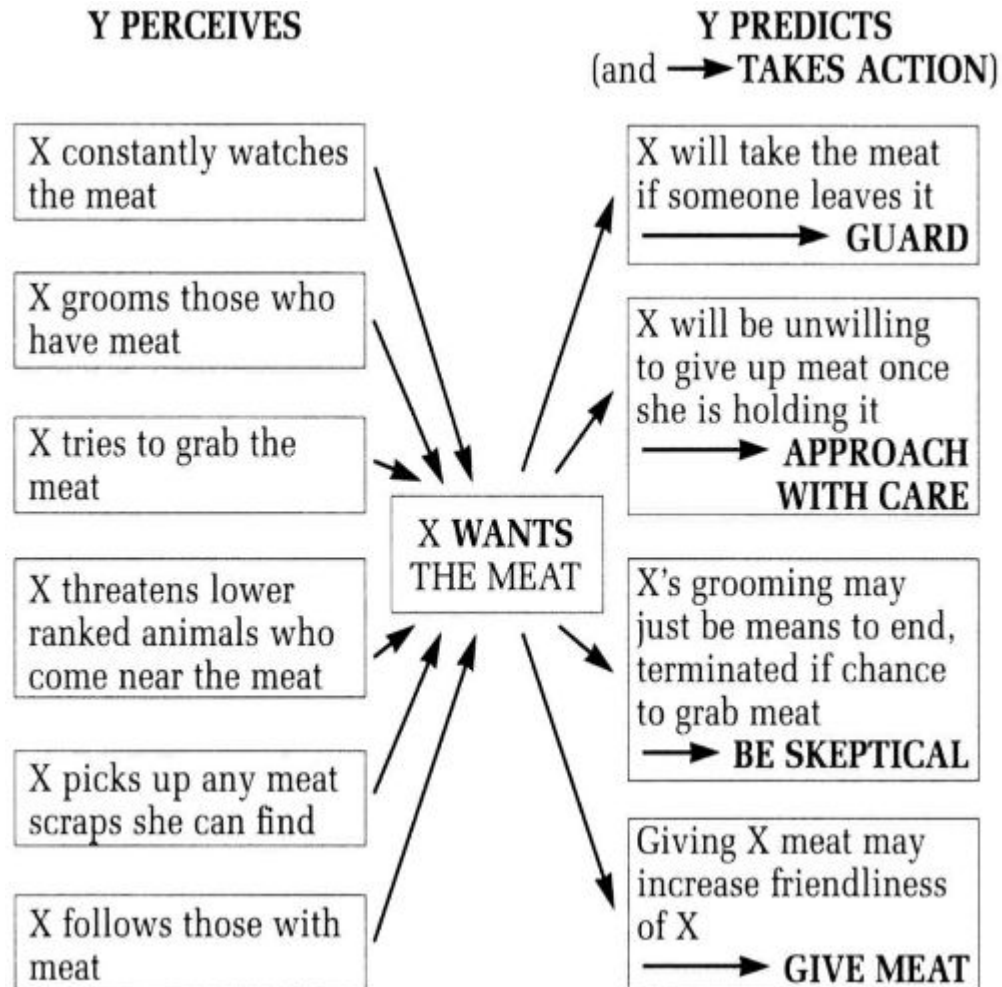 Y PERCEIVES
X constantly watches
the meat
X grooms those who
have meat
X tries to grab the
meat
X threatens lower
ranked animals who
come near the meat
X picks up any meat
scraps she can find
X follows those with
meat
X WANTS
THE MEAT
Y PREDICTS
(and → TAKES ACTION)
X will take the meat
if someone leaves it
→ GUARD
X will be unwilling
to give up meat once
she is holding it
→ APPROACH
WITH CARE
X's grooming may
just be means to end,
terminated if chance
to grab meat
→ BE SKEPTICAL
Giving X meat may
increase friendliness
of X
→ GIVE MEAT